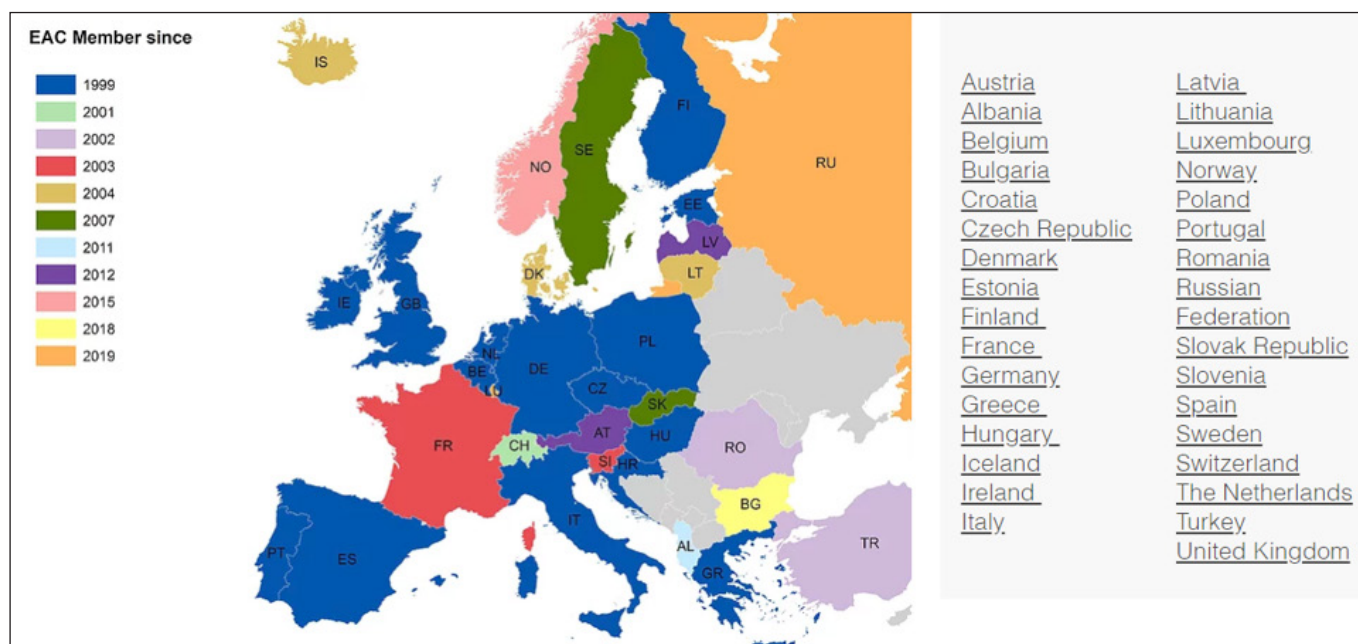 EAC Member since
1999
2001
2002
2003
2004
2007
2011
2012
2015
2018
2019
IS
FI
SE
NO
RU
EE
LV
LT
DK
IE
GB
NL
BE
LU
DE
PL
CZ
SK
FR
CH
AT
HU
SI
HR
RO
IT
BG
PT
ES
AL
GR
TR
Austria
Albania
Belgium
Bulgaria
Croatia
Czech Republic
Denmark
Estonia
Finland
France
Germany
Greece
Hungary
Iceland
Ireland
Italy
Latvia
Lithuania
Luxembourg
Norway
Poland
Portugal
Romania
Russian
Federation
Slovak Republic
Slovenia
Spain
Sweden
Switzerland
The Netherlands
Turkey
United Kingdom